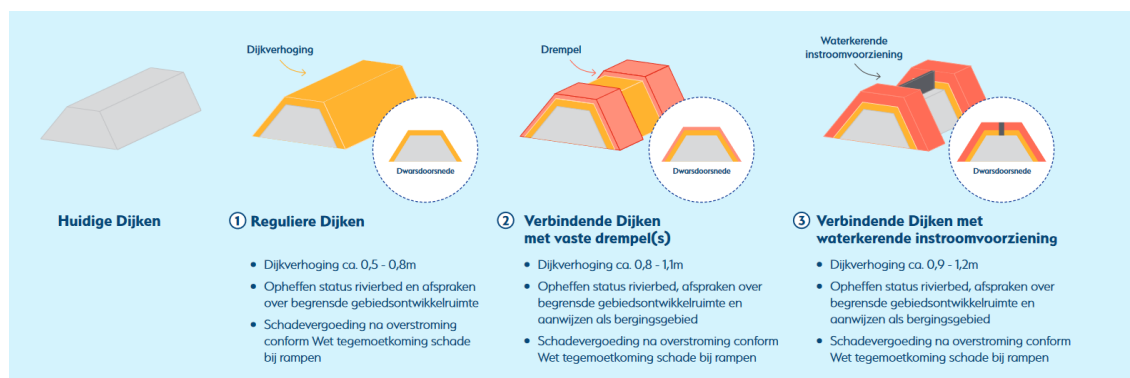 Dijkverhoging
Drempel
Waterkerende
instroomvoorziening
Dwarsdoorsnede
Dwarsdoorsnede
Dwarsdoorsnede
Huidige Dijken
1 Reguliere Dijken
• Dijkverhoging ca. 0,5 - 0,8m
• Opheffen status rivierbed en afspraken
over begrensde gebiedsontwikkelruimte
• Schadevergoeding na overstroming
conform Wet tegemoetkoming schade
bij rampen
2 Verbindende Dijken
met vaste drempel(s)
• Dijkverhoging ca. 0,8 - 1,1m
• Opheffen status rivierbed, afspraken over
begrensde gebiedsontwikkelruimte en
aanwijzen als bergingsgebied
• Schadevergoeding na overstroming conform
Wet tegemoetkoming schade bij rampen
3 Verbindende Dijken met
waterkerende instroomvoorziening
• Dijkverhoging ca. 0,9 - 1,2m
• Opheffen status rivierbed, afspraken over
begrensde gebiedsontwikkelruimte en
aanwijzen als bergingsgebied
• Schadevergoeding na overstroming conform
Wet tegemoetkoming schade bij rampen